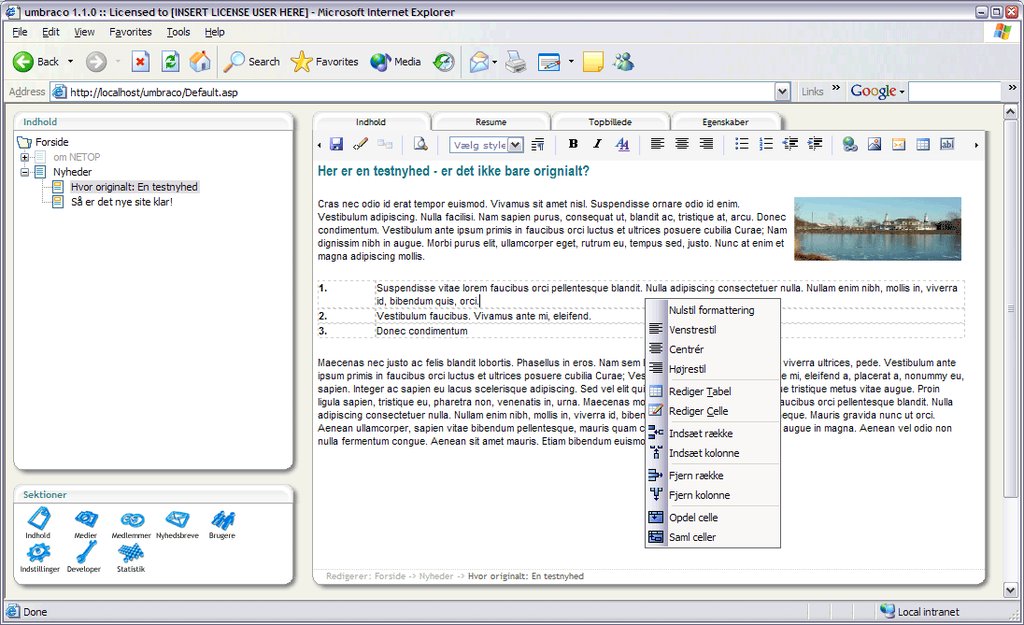 umbraco 1.1.0 :: Licensed to [INSERT LICENSE USER HERE] - Microsoft Internet Explorer
File Edit View Favorites Tools Help
Back Search Favorites Media
Address http://localhost/umbraco/Default.asp Links » Google »
Indhold
Forside
om NETOP
Nyheder
Hvor originalt: En testnyhed
Så er det nye site klar!
Sektioner
Indhold Medier Medlemmer Nyhedsbreve Brugere
Indstillinger Developer Statistik
Indhold Resume Topbillede Egenskaber
Vælg style B I A ab
Her er en testnyhed - er det ikke bare orignialt?
Cras nec odio id erat tempor euismod. Vivamus sit amet nisl. Suspendisse ornare odio id enim.
Vestibulum adipiscing. Nulla facilisi. Nam sapien purus, consequat ut, blandit ac, tristique at, arcu. Donec
condimentum. Vestibulum ante ipsum primis in faucibus orci luctus et ultrices posuere cubilia Curae; Nam
dignissim nibh in augue. Morbi purus elit, ullamcorper eget, rutrum eu, tempus sed, justo. Nunc at enim et
magna adipiscing mollis.
1. Suspendisse vitae lorem faucibus orci pellentesque blandit. Nulla adipiscing consectetuer nulla. Nullam enim nibh, mollis in, viverra
id, bibendum quis, orci.
2. Vestibulum faucibus. Vivamus ante mi, eleifend.
3. Donec condimentum
Maecenas nec justo ac felis blandit lobortis. Phasellus in eros. Nam sem viverra ultrices, pede. Vestibulum ante
ipsum primis in faucibus orci luctus et ultrices posuere cubilia Curae; Ves mi, eleifend a, placerat a, nonummy eu,
sapien. Integer ac sapien eu lacus scelerisque adipiscing. Sed vel elit qui tristique metus vitae augue. Proin
ligula sapien, tristique eu, pharetra non, venenatis in, urna. Maecenas mo faucibus orci luctus et ultrices
adipiscing consectetuer nulla. Nullam enim nibh, mollis in, viverra id, biben eque. Mauris gravida nunc ut orci.
Aenean ullamcorper, sapien vitae bibendum pellentesque, mauris quam c augue in magna. Aenean vel odio non
nulla fermentum congue. Aenean sit amet mauris. Etiam bibendum euismo
Nulstil formattering
Venstrestil
Centrér
Højrestil
Rediger Tabel
Rediger Celle
Indsæt række
Indsæt kolonne
Fjern række
Fjern kolonne
Opdel celle
Saml celler
Redigerer: Forside -> Nyheder -> Hvor originalt: En testnyhed
Done Local intranet